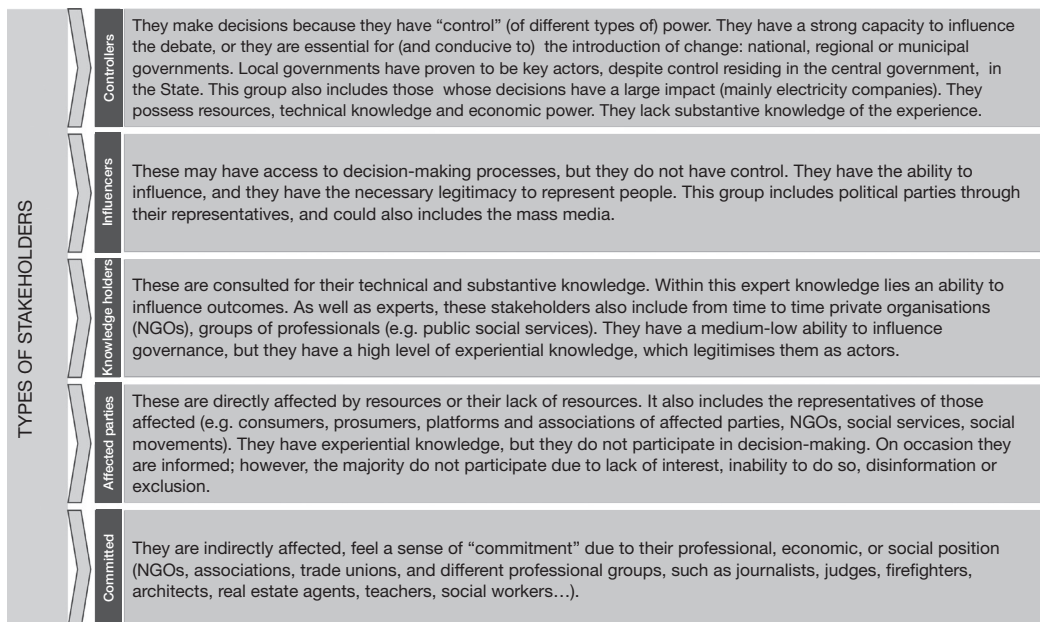 TYPES OF STAKEHOLDERS
Controllers
They make decisions because they have “control” (of different types of) power. They have a strong capacity to influence
the debate, or they are essential for (and conducive to) the introduction of change: national, regional or municipal
governments. Local governments have proven to be key actors, despite control residing in the central government, in
the State. This group also includes those whose decisions have a large impact (mainly electricity companies). They
possess resources, technical knowledge and economic power. They lack substantive knowledge of the experience.
Influencers
These may have access to decision-making processes, but they do not have control. They have the ability to
influence, and they have the necessary legitimacy to represent people. This group includes political parties through
their representatives, and could also includes the mass media.
Knowledge holders
These are consulted for their technical and substantive knowledge. Within this expert knowledge lies an ability to
influence outcomes. As well as experts, these stakeholders also include from time to time private organisations
(NGOs), groups of professionals (e.g. public social services). They have a medium-low ability to influence
governance, but they have a high level of experiential knowledge, which legitimises them as actors.
Affected parties
These are directly affected by resources or their lack of resources. It also includes the representatives of those
affected (e.g. consumers, prosumers, platforms and associations of affected parties, NGOs, social services, social
movements). They have experiential knowledge, but they do not participate in decision-making. On occasion they
are informed; however, the majority do not participate due to lack of interest, inability to do so, disinformation or
exclusion.
Committed
They are indirectly affected, feel a sense of “commitment” due to their professional, economic, or social position
(NGOs, associations, trade unions, and different professional groups, such as journalists, judges, firefighters,
architects, real estate agents, teachers, social workers…).